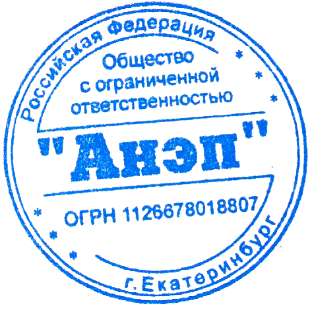 Российская Федерация
Общество
с ограниченной
ответственностью
"Анэп"
ОГРН 1126678018807
г.Екатеринбург